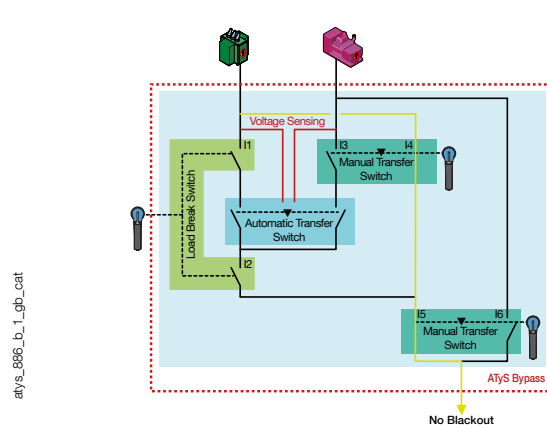 Voltage Sensing
I1
I3
I4
Manual Transfer
Switch
Load Break Switch
Automatic Transfer
Switch
I2
I5
I6
Manual Transfer
Switch
ATyS Bypass
No Blackout
atys_886_b_1_gb_cat